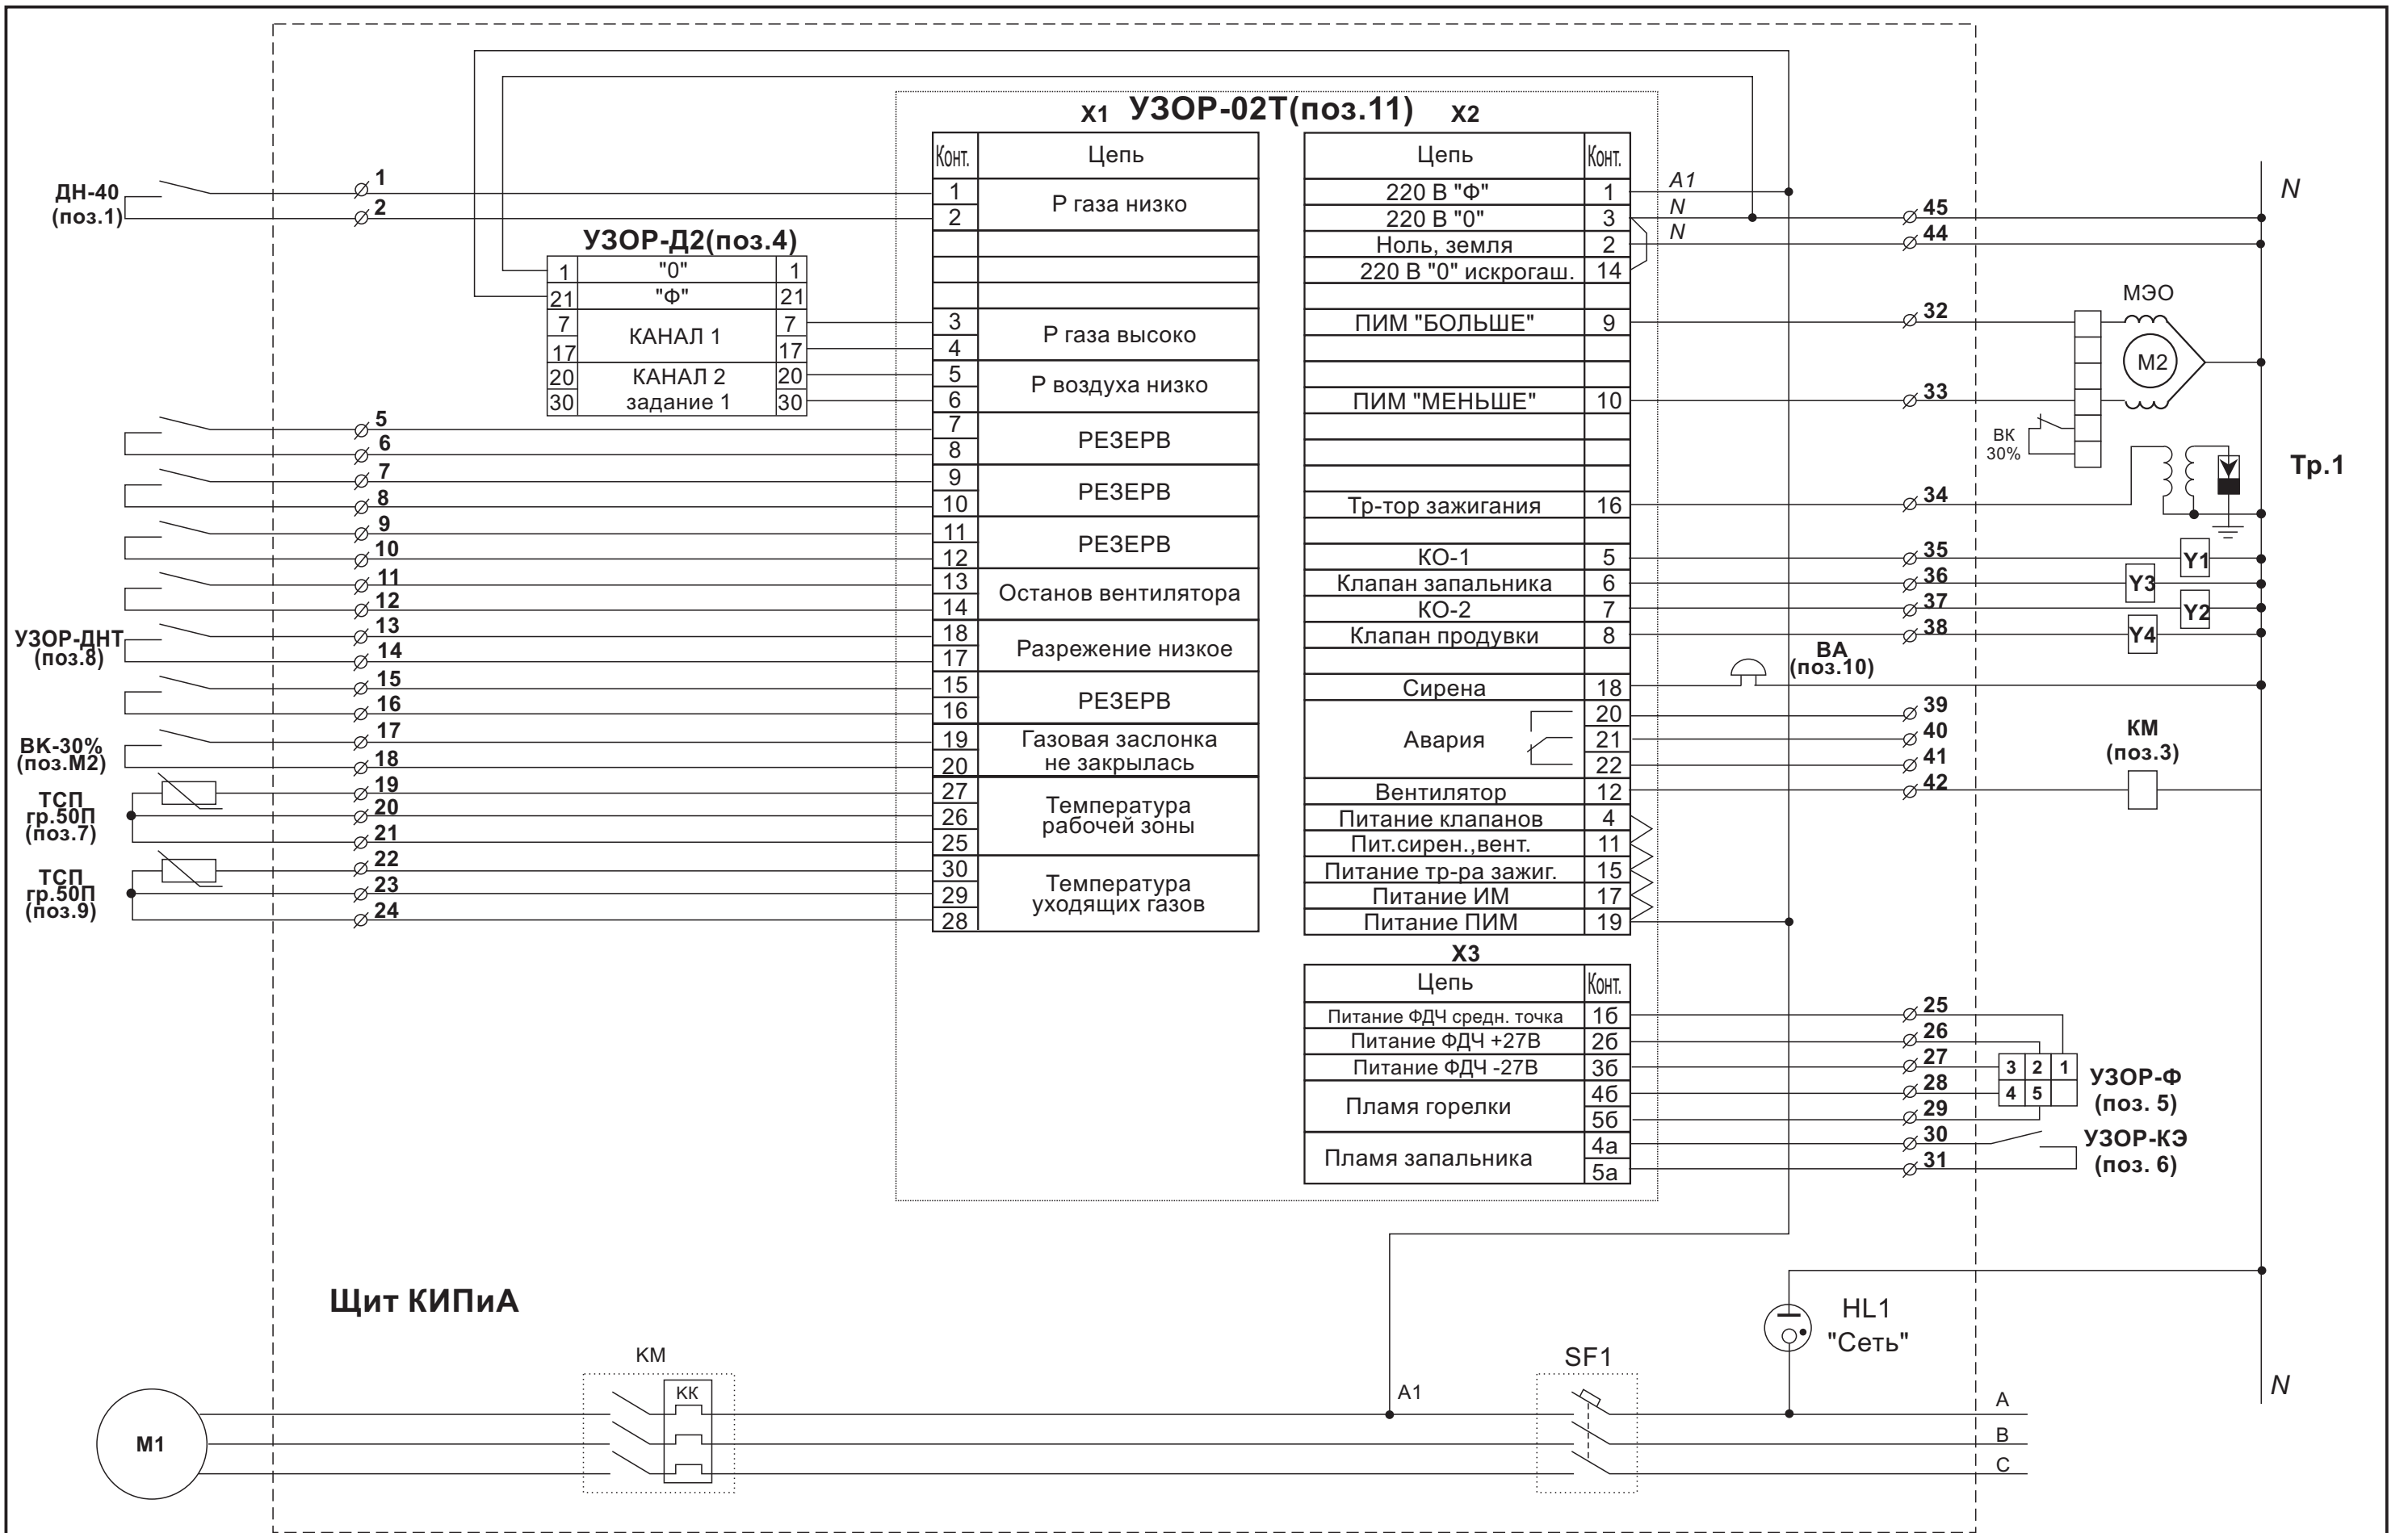 X1 УЗОР-02Т(поз.11) X2
Конт. Цепь
1 Р газа низко
2
3 Р газа высоко
4
5 Р воздуха низко
6
7 РЕЗЕРВ
8
9 РЕЗЕРВ
10
11 РЕЗЕРВ
12
13 Останов вентилятора
14
18 Разрежение низкое
17
15 РЕЗЕРВ
16
19 Газовая заслонка
20 не закрылась
27 Температура
26 рабочей зоны
25
30 Температура
29 уходящих газов
28
Цепь Конт.
220 В "Ф" 1 A1
220 В "0" 3 N
Ноль, земля 2 N
220 В "0" искрогаш. 14
ПИМ "БОЛЬШЕ" 9
ПИМ "МЕНЬШЕ" 10
Тр-тор зажигания 16
КО-1 5
Клапан запальника 6
КО-2 7
Клапан продувки 8
Сирена 18
Авария 20
21
22
Вентилятор 12
Питание клапанов 4
Пит.сирен.,вент. 11
Питание тр-ра зажиг. 15
Питание ИМ 17
Питание ПИМ 19
X3
Цепь Конт.
Питание ФДЧ средн. точка 1б
Питание ФДЧ +27В 2б
Питание ФДЧ -27В 3б
Пламя горелки 4б
5б
Пламя запальника 4а
5а
УЗОР-Д2(поз.4)
1 "0" 1
21 "Ф" 21
7 КАНАЛ 1 7
17 17
20 КАНАЛ 2 20
30 задание 1 30
ДН-40
(поз.1)
1
2
5
6
7
8
9
10
11
12
УЗОР-ДНТ
(поз.8)
13
14
15
16
ВК-30%
(поз.М2)
17
18
ТСП
гр.50П
(поз.7)
19
20
21
ТСП
гр.50П
(поз.9)
22
23
24
N
45
44
МЭО
32
М2
33
ВК
30%
Тр.1
34
35
Y1
36
Y3
37
Y2
38
Y4
ВА
(поз.10)
39
40
41
42
КМ
(поз.3)
25
26
27
28
29
30
31
3 2 1
4 5
УЗОР-Ф
(поз. 5)
УЗОР-КЭ
(поз. 6)
Щит КИПиА
HL1
"Сеть"
КМ
КК
SF1
A1
N
М1
A
B
C